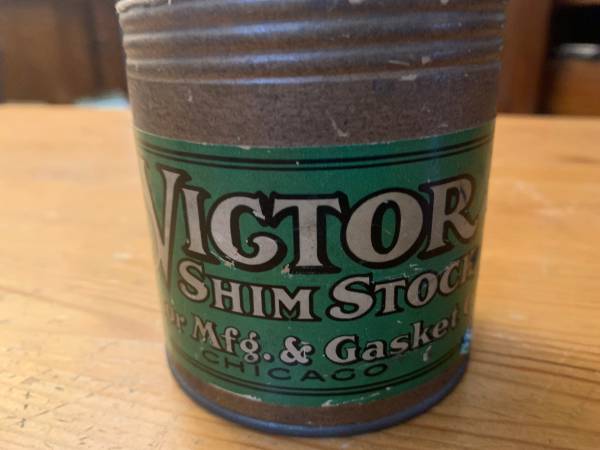 VICTOR
SHIM STOCK
Mfg. & Gasket
CHICAGO